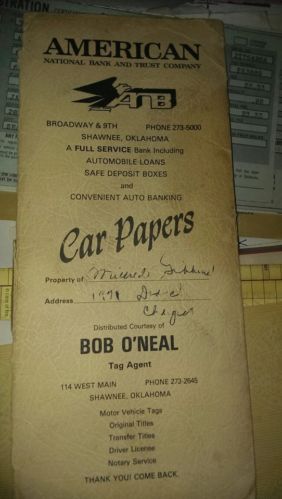 AMERICAN
NATIONAL BANK AND TRUST COMPANY
ANB
BROADWAY & 9TH PHONE 273-5000
SHAWNEE, OKLAHOMA
A FULL SERVICE Bank Including
AUTOMOBILE LOANS
SAFE DEPOSIT BOXES
and
CONVENIENT AUTO BANKING
Car Papers
Property of Mildred
Address 1971
Distributed Courtesy of
BOB O'NEAL
Tag Agent
114 WEST MAIN PHONE 273-2645
SHAWNEE, OKLAHOMA
Motor Vehicle Tags
Original Titles
Transfer Titles
Driver License
Notary Service
THANK YOU! COME BACK.